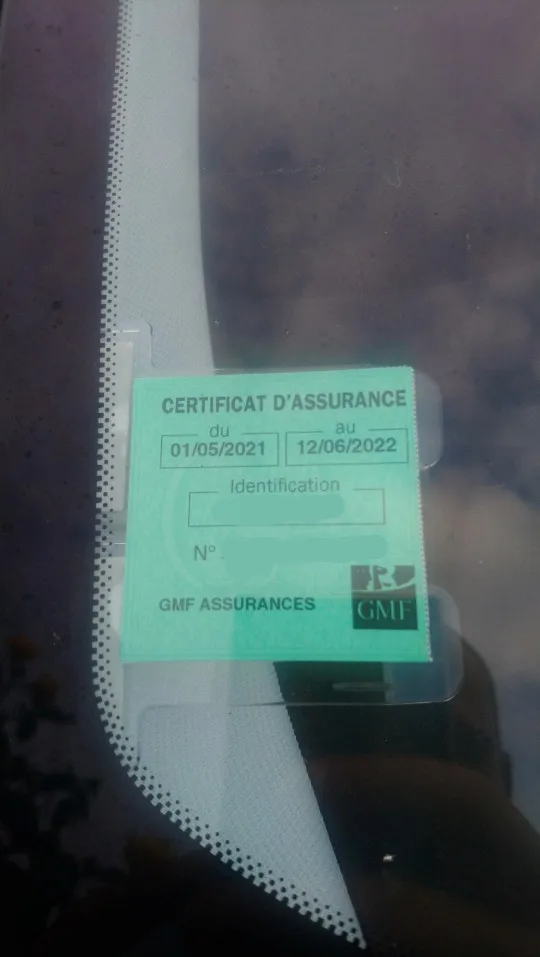 CERTIFICAT D'ASSURANCE
du au
01/05/2021 12/06/2022
Identification
N°
GMF ASSURANCES
GMF